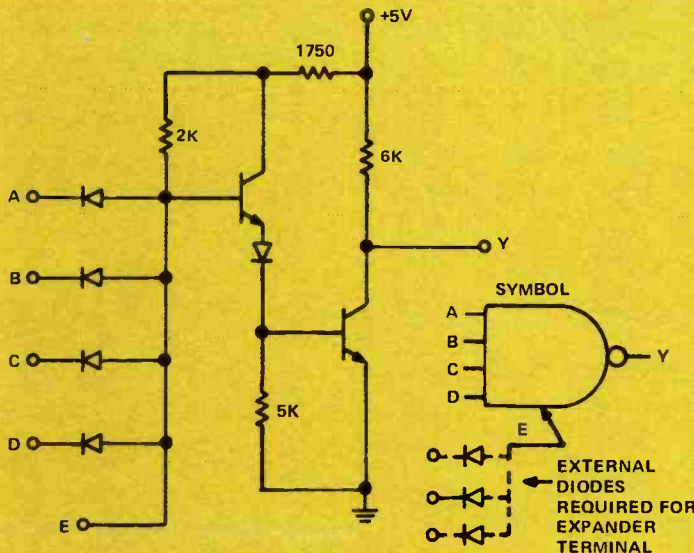 +5V
1750
2K
6K
A
B
Y
SYMBOL
A
B
C
D
Y
C
5K
D
E
E
EXTERNAL
DIODES
REQUIRED FOR
EXPANDER
TERMINAL